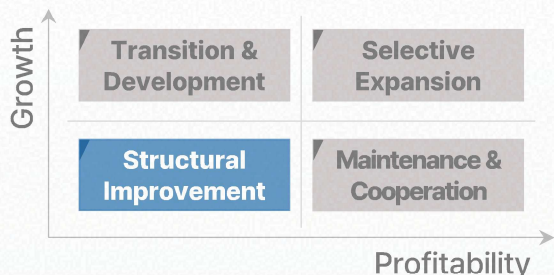 Growth
Transition &
Development
Selective
Expansion
Structural
Improvement
Maintenance &
Cooperation
Profitability